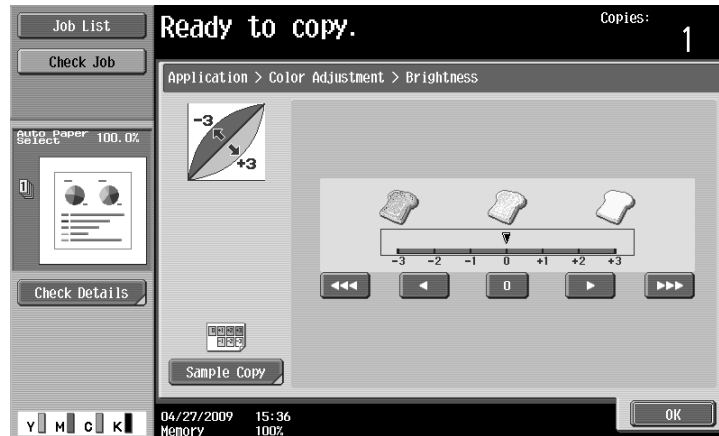 Job List
Check Job
Ready to copy.
Copies:
1
Application > Color Adjustment > Brightness
Auto Paper Select 100.0%
1
-3
+3
-3 -2 -1 0 +1 +2 +3
0
Check Details
Sample Copy
Y M C K
04/27/2009 15:36
Memory 100%
OK